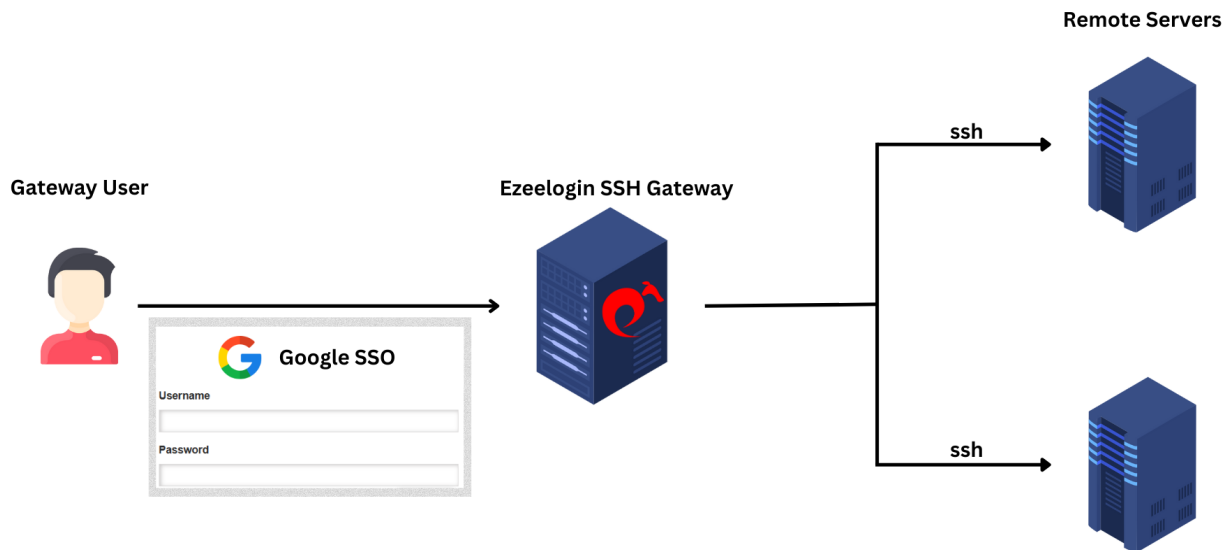 Remote Servers
ssh
Gateway User
Ezeelogin SSH Gateway
Google SSO
Username
Password
ssh